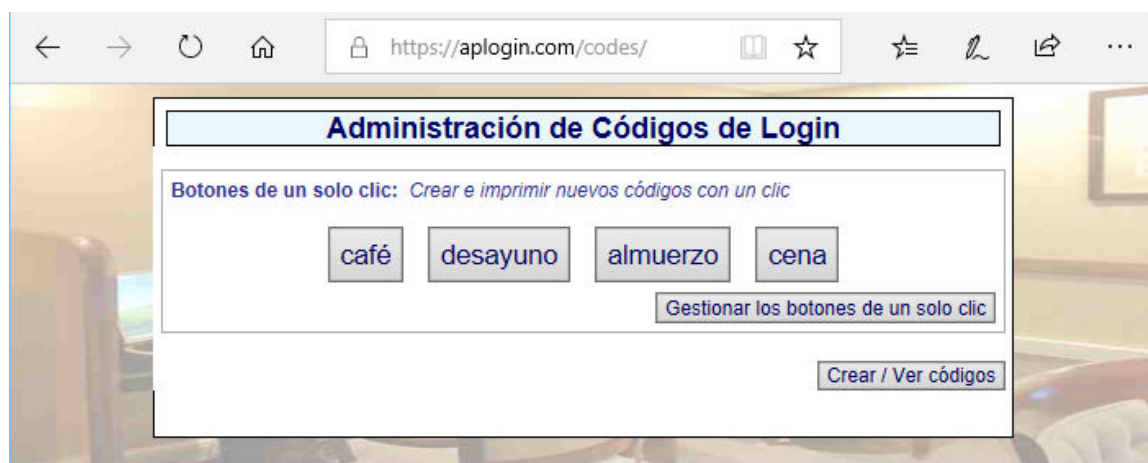 https://aplogin.com/codes/
Administración de Códigos de Login
Botones de un solo clic: Crear e imprimir nuevos códigos con un clic
café desayuno almuerzo cena
Gestionar los botones de un solo clic
Crear / Ver códigos